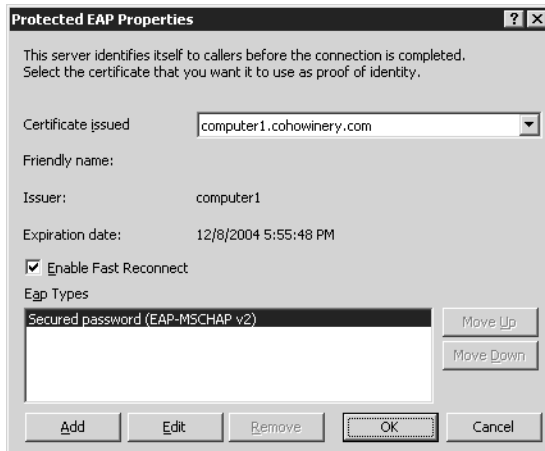 Protected EAP Properties
This server identifies itself to callers before the connection is completed.
Select the certificate that you want it to use as proof of identity.
Certificate issued computer1.cohowinery.com
Friendly name:
Issuer: computer1
Expiration date: 12/8/2004 5:55:48 PM
Enable Fast Reconnect
Eap Types
Secured password (EAP-MSCHAP v2)
Move Up
Move Down
Add Edit Remove OK Cancel